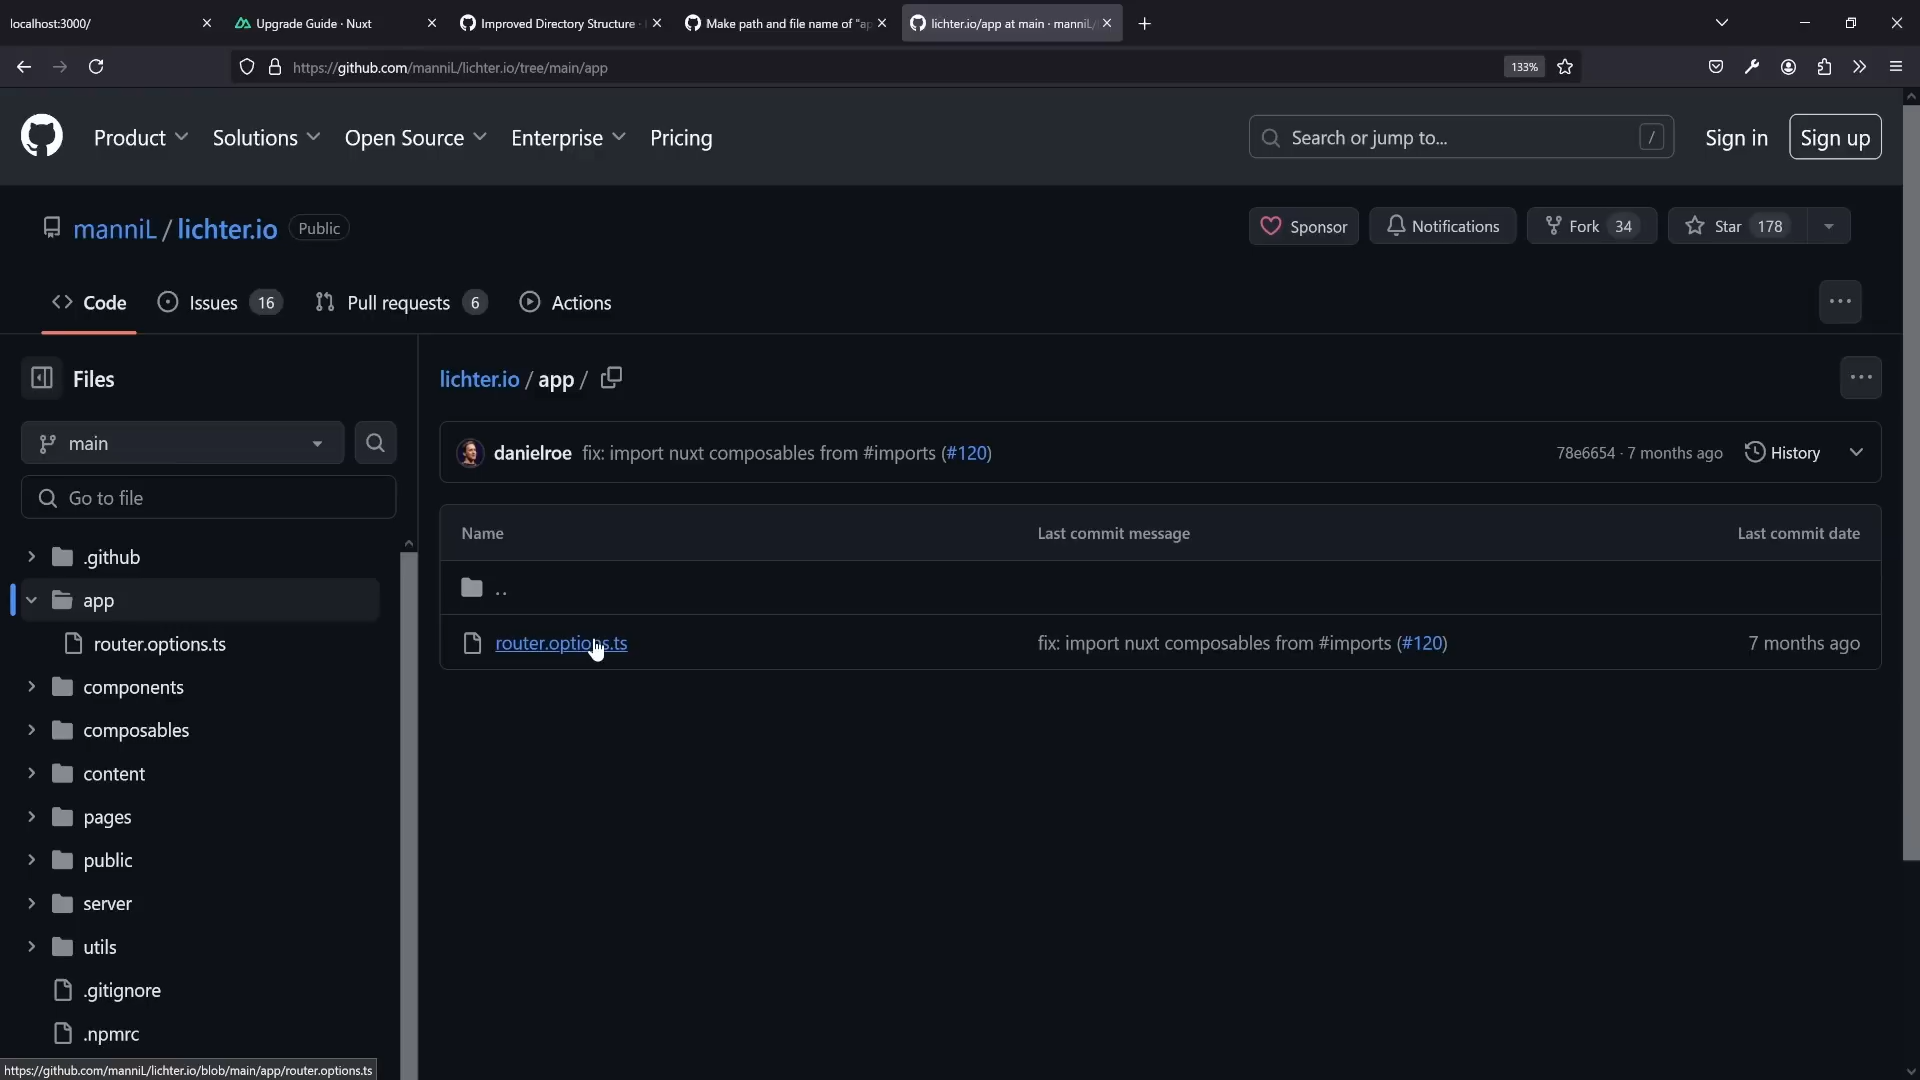 localhost:3000/
Upgrade Guide · Nuxt
Improved Directory Structure ·
Make path and file name of "ap
lichter.io/app at main · manniL/
https://github.com/manniL/lichter.io/tree/main/app
133%
Product
Solutions
Open Source
Enterprise
Pricing
Search or jump to...
/
Sign in
Sign up
manniL / lichter.io
Public
Sponsor
Notifications
Fork 34
Star 178
Code
Issues 16
Pull requests 6
Actions
Files
lichter.io / app /
main
danielroe fix: import nuxt composables from #imports (#120)
78e6654 · 7 months ago
History
Go to file
Name
Last commit message
Last commit date
.github
..
app
router.options.ts
router.options.ts
fix: import nuxt composables from #imports (#120)
7 months ago
components
composables
content
pages
public
server
utils
.gitignore
.npmrc
https://github.com/manniL/lichter.io/blob/main/app/router.options.ts